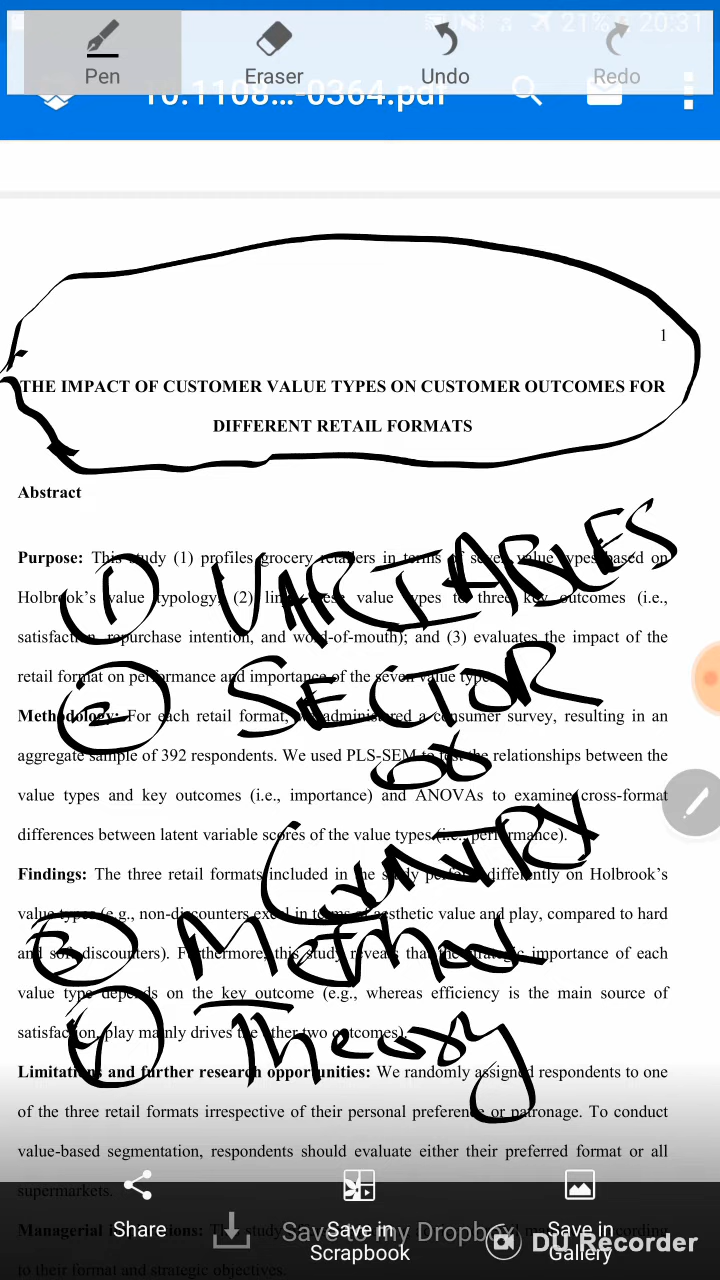 21% 20:31
Pen
Eraser
Undo
Redo
10.1108...-0364.pdf
1
THE IMPACT OF CUSTOMER VALUE TYPES ON CUSTOMER OUTCOMES FOR
DIFFERENT RETAIL FORMATS
Abstract
Purpose: This study (1) profiles grocery retailers in terms of seven value types based on
① VARIABLES
Holbrook's value typology; (2) links these value types to three key outcomes (i.e.,
satisfaction, repurchase intention, and word-of-mouth); and (3) evaluates the impact of the
retail format on performance and importance of the seven value types.
② SECTOR
Methodology: For each retail format, we administered a consumer survey, resulting in an
aggregate sample of 392 respondents. We used PLS-SEM to test the relationships between the
or
value types and key outcomes (i.e., importance) and ANOVAs to examine cross-format
differences between latent variable scores of the value types (i.e., performance).
COUNTRY
Findings: The three retail formats included in the study perform differently on Holbrook's
value types (e.g., non-discounters excel in terms of aesthetic value and play, compared to hard
③ Method
and soft discounters). Furthermore, this study reveals that the strategic importance of each
value type depends on the key outcome (e.g., whereas efficiency is the main source of
④ Theory
satisfaction, play mainly drives the other two outcomes).
Limitations and further research opportunities: We randomly assigned respondents to one
of the three retail formats irrespective of their personal preference or patronage. To conduct
value-based segmentation, respondents should evaluate either their preferred format or all
supermarkets.
Share
Save to my Dropbox
Save in Scrapbook
Save in Gallery
DU Recorder
Managerial implications: The study
to their format and strategic objectives.